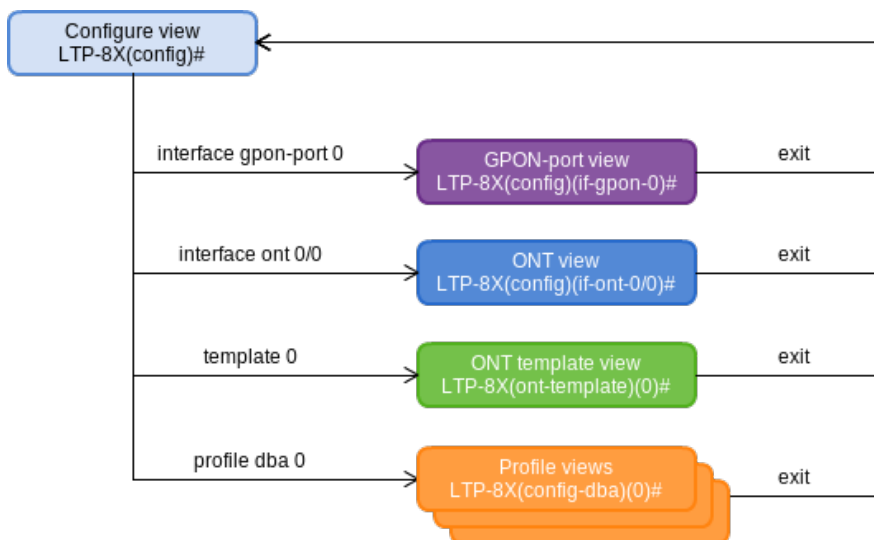 Configure view
LTP-8X(config)#
interface gpon-port 0
GPON-port view
LTP-8X(config)(if-gpon-0)#
exit
interface ont 0/0
ONT view
LTP-8X(config)(if-ont-0/0)#
exit
template 0
ONT template view
LTP-8X(ont-template)(0)#
exit
profile dba 0
Profile views
LTP-8X(config-dba)(0)#
exit